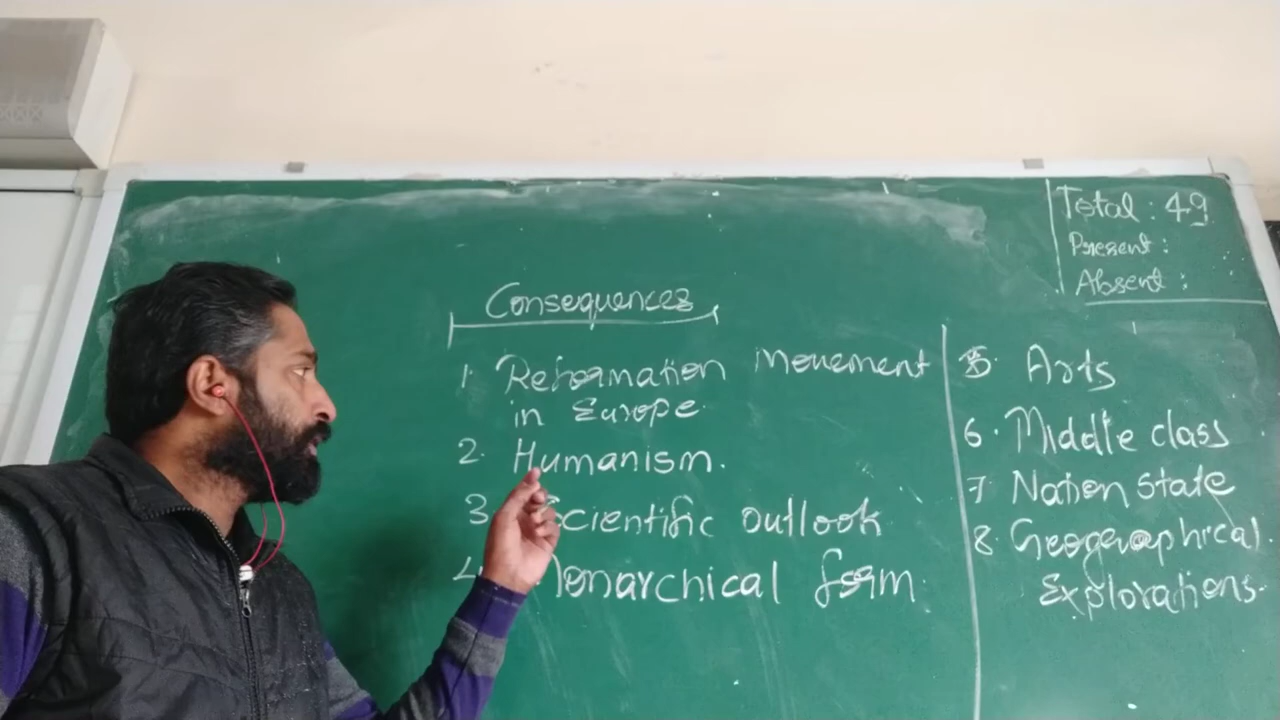 Total : 49
Present :
Absent :
Consequences
1. Reformation Movement
in Europe
2. Humanism.
3 Scientific outlook
4 Monarchical form
5. Arts
6. Middle class
7 Nation state
8. Geographical
Explorations.